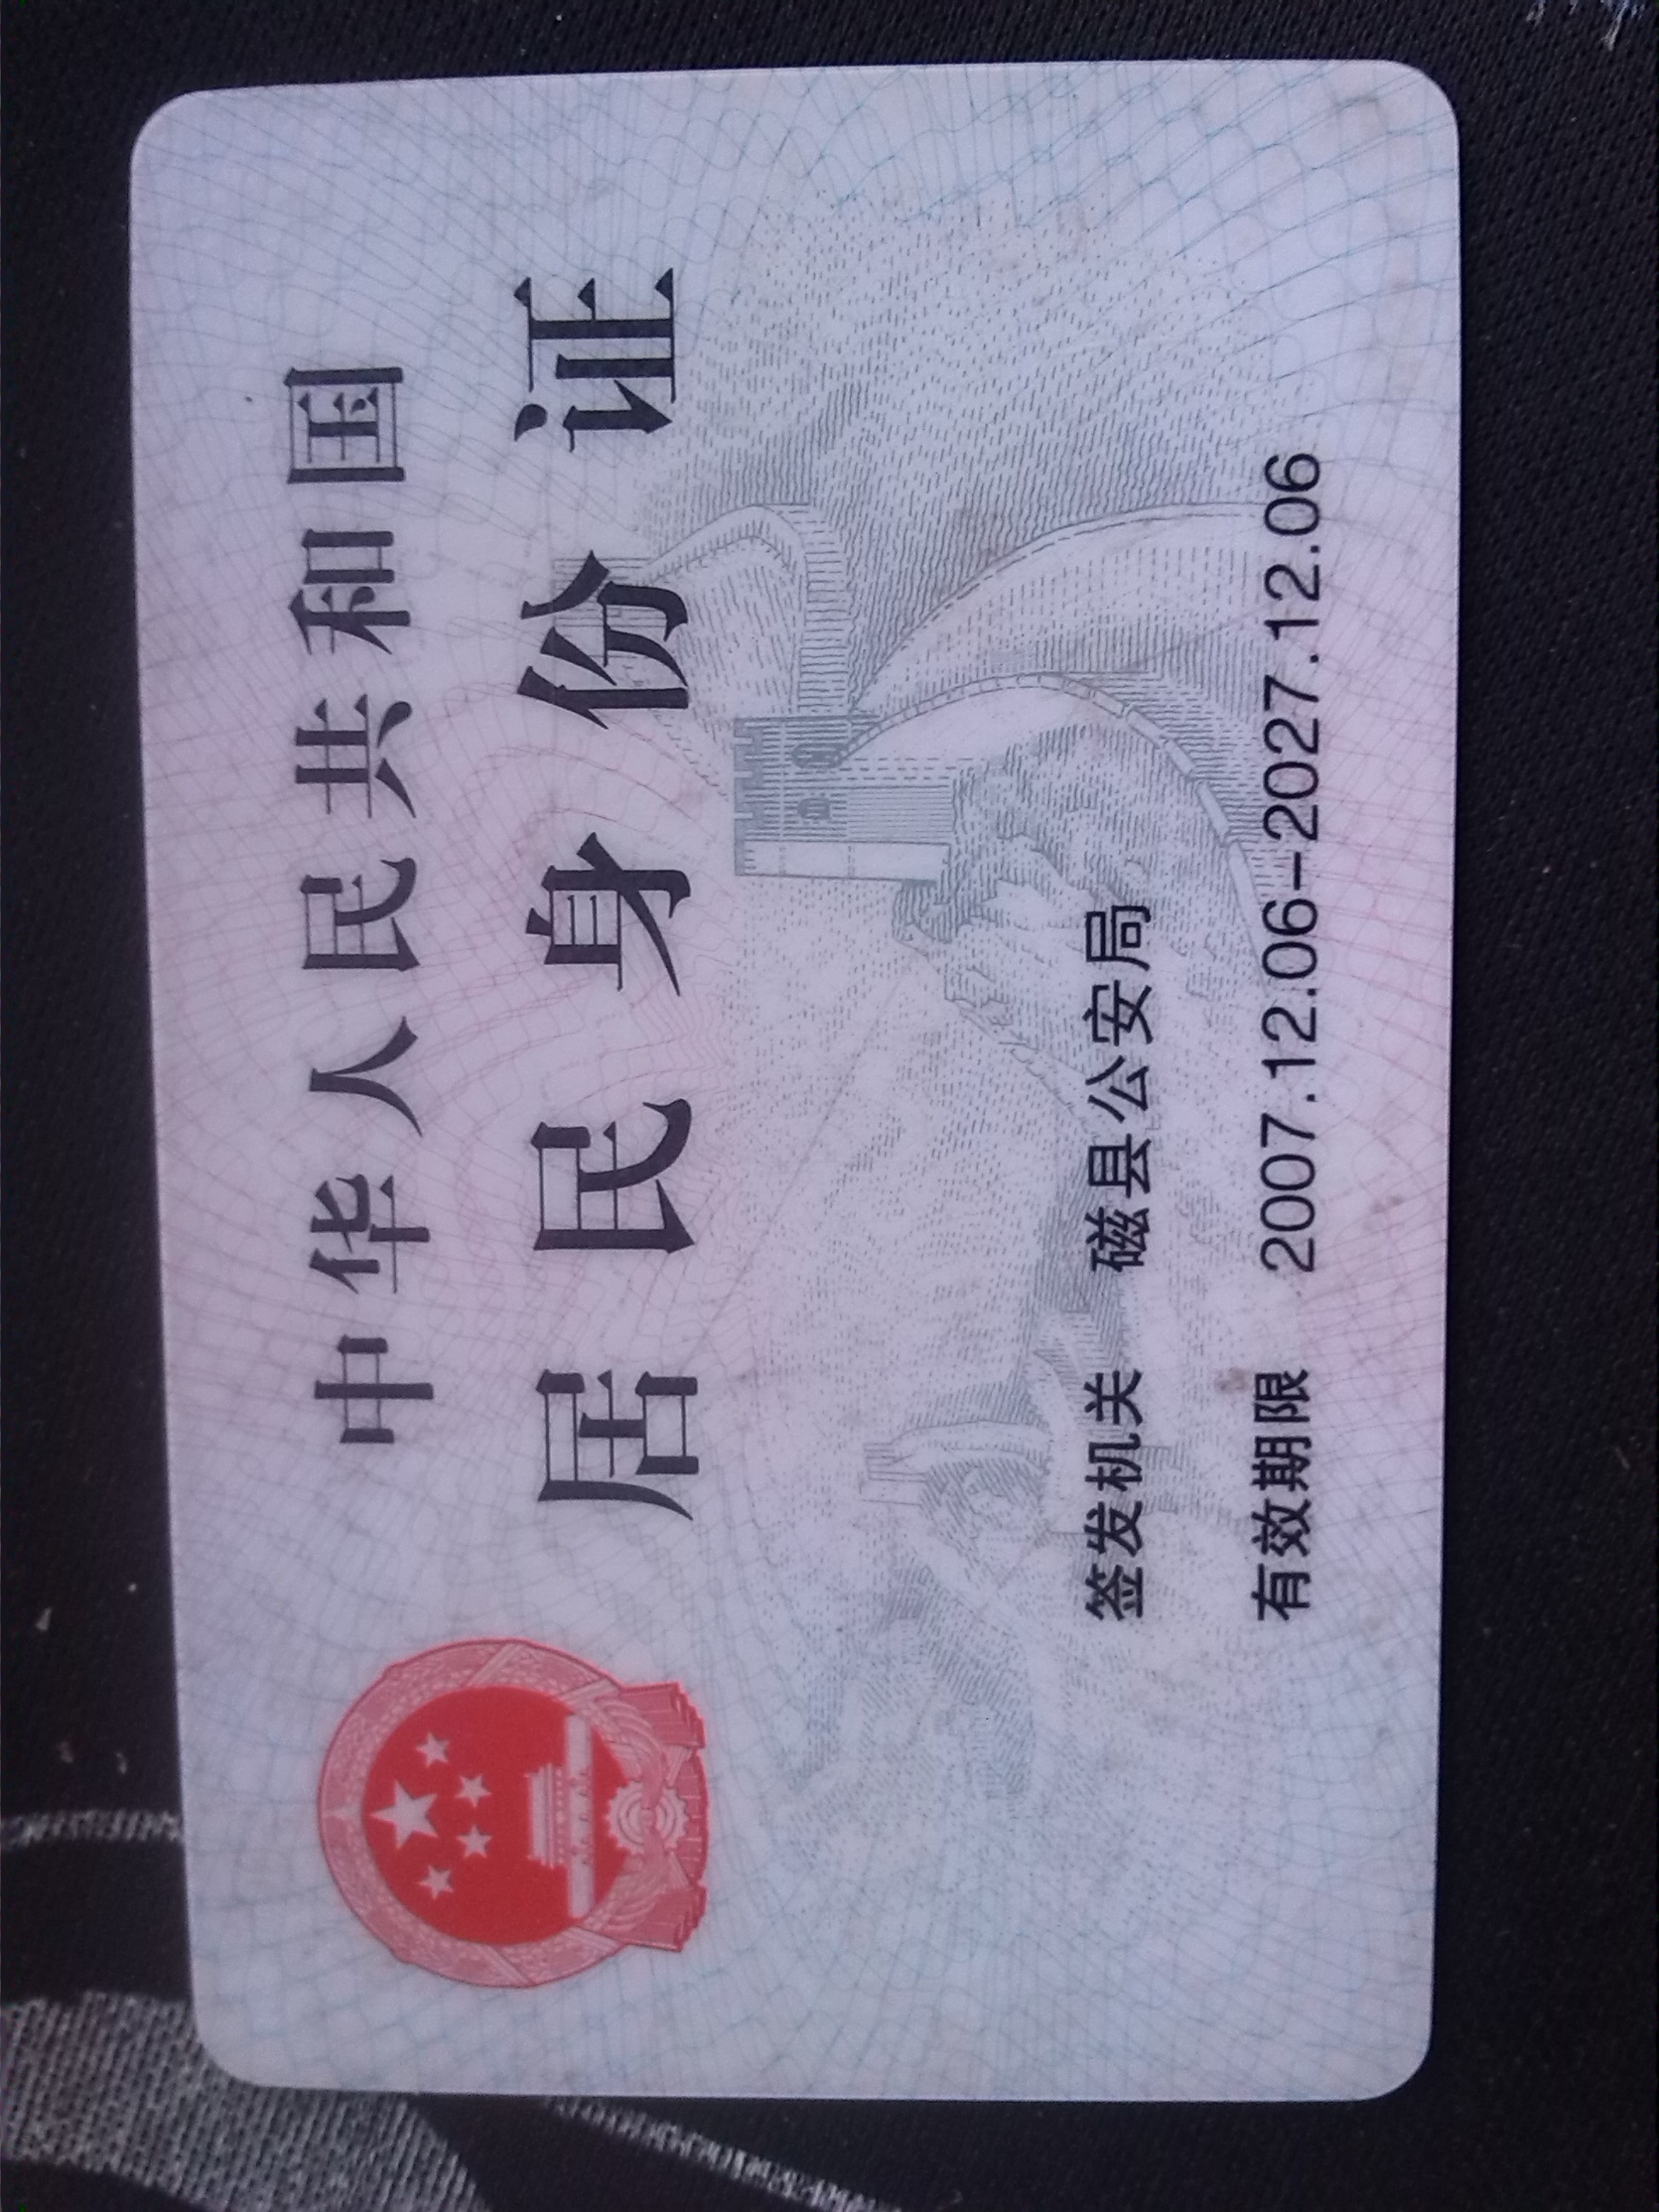 中华人民共和国
居民身份证
签发机关 磁县公安局
有效期限 2007.12.06-2027.12.06